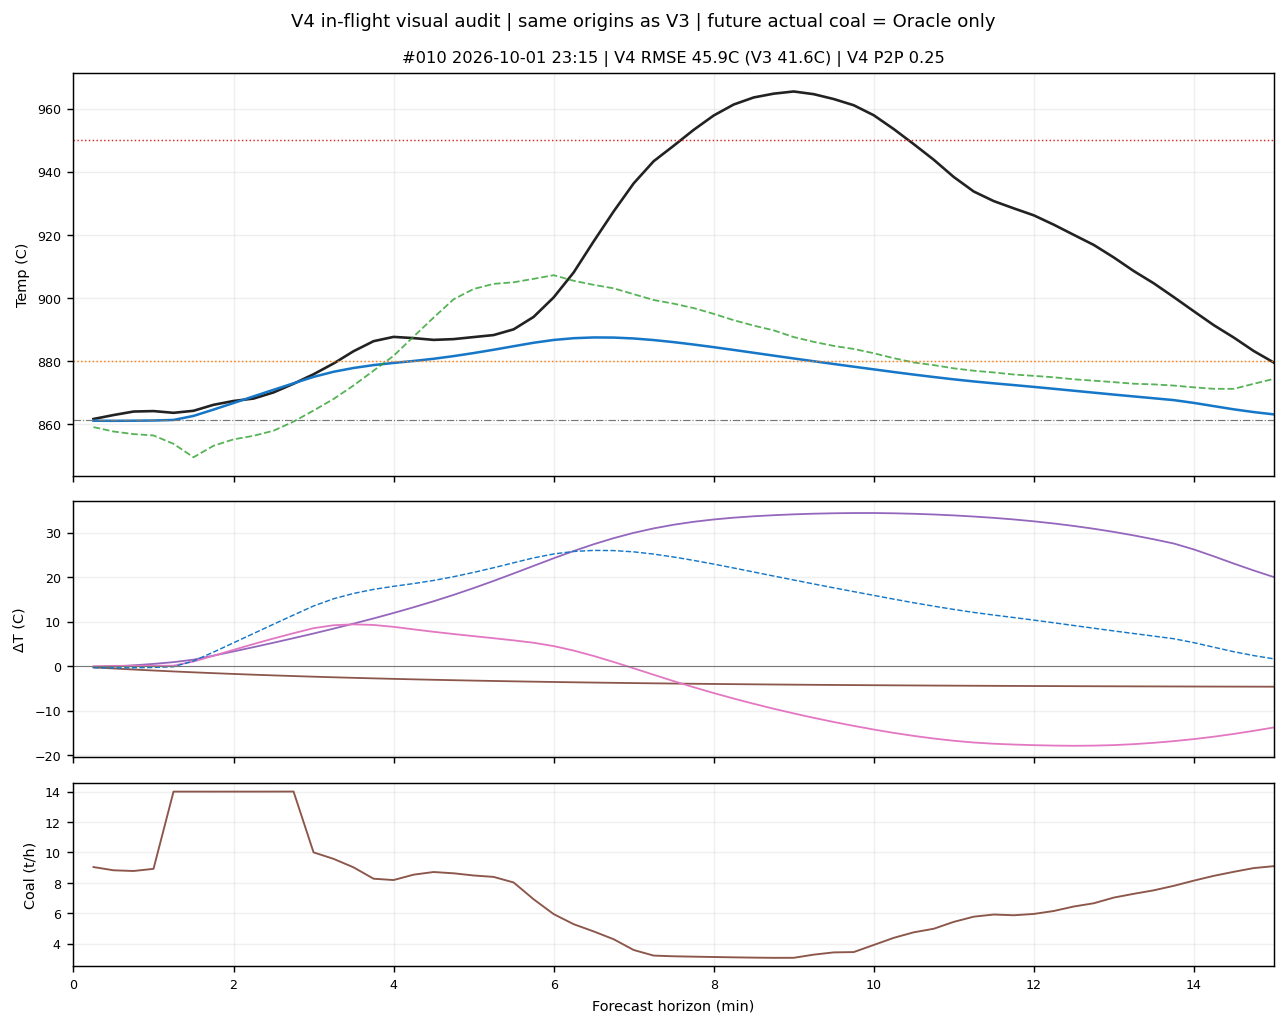 V4 in-flight visual audit | same origins as V3 | future actual coal = Oracle only
#010 2026-10-01 23:15 | V4 RMSE 45.9C (V3 41.6C) | V4 P2P 0.25
960
940
920
900
880
860
Temp (C)
30
20
10
0
−10
−20
ΔT (C)
14
12
10
8
6
4
Coal (t/h)
0 2 4 6 8 10 12 14
Forecast horizon (min)